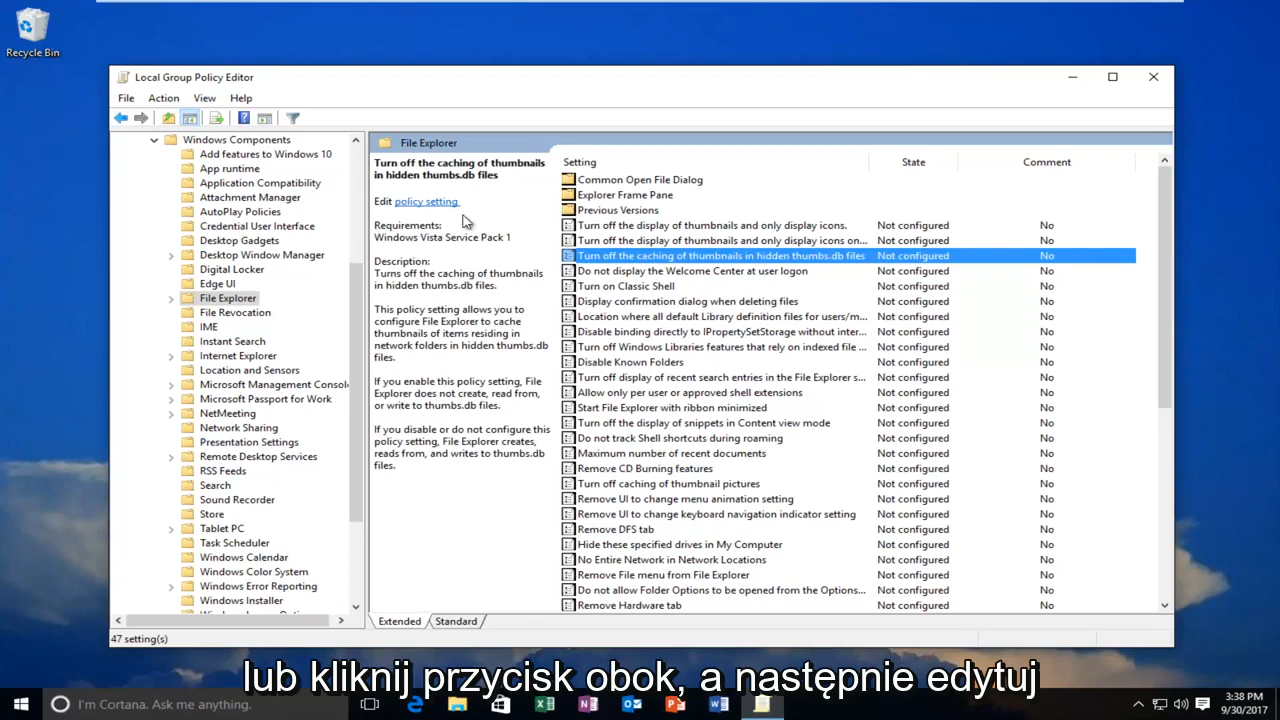 Recycle Bin
Local Group Policy Editor
File Action View Help
Windows Components
Add features to Windows 10
App runtime
Application Compatibility
Attachment Manager
AutoPlay Policies
Credential User Interface
Desktop Gadgets
Desktop Window Manager
Digital Locker
Edge UI
File Explorer
File Revocation
IME
Instant Search
Internet Explorer
Location and Sensors
Microsoft Management Consol
Microsoft Passport for Work
NetMeeting
Network Sharing
Presentation Settings
Remote Desktop Services
RSS Feeds
Search
Sound Recorder
Store
Tablet PC
Task Scheduler
Windows Calendar
Windows Color System
Windows Error Reporting
Windows Installer
File Explorer
Turn off the caching of thumbnails
in hidden thumbs.db files
Edit policy setting
Requirements:
Windows Vista Service Pack 1
Description:
Turns off the caching of thumbnails
in hidden thumbs.db files.
This policy setting allows you to
configure File Explorer to cache
thumbnails of items residing in
network folders in hidden thumbs.db
files.
If you enable this policy setting, File
Explorer does not create, read from,
or write to thumbs.db files.
If you disable or do not configure this
policy setting, File Explorer creates,
reads from, and writes to thumbs.db
files.
Setting State Comment
Common Open File Dialog
Explorer Frame Pane
Previous Versions
Turn off the display of thumbnails and only display icons. Not configured No
Turn off the display of thumbnails and only display icons on... Not configured No
Turn off the caching of thumbnails in hidden thumbs.db files Not configured No
Do not display the Welcome Center at user logon Not configured No
Turn on Classic Shell Not configured No
Display confirmation dialog when deleting files Not configured No
Location where all default Library definition files for users/m... Not configured No
Disable binding directly to IPropertySetStorage without inter... Not configured No
Turn off Windows Libraries features that rely on indexed file ... Not configured No
Disable Known Folders Not configured No
Turn off display of recent search entries in the File Explorer s... Not configured No
Allow only per user or approved shell extensions Not configured No
Start File Explorer with ribbon minimized Not configured No
Turn off the display of snippets in Content view mode Not configured No
Do not track Shell shortcuts during roaming Not configured No
Maximum number of recent documents Not configured No
Remove CD Burning features Not configured No
Turn off caching of thumbnail pictures Not configured No
Remove UI to change menu animation setting Not configured No
Remove UI to change keyboard navigation indicator setting Not configured No
Remove DFS tab Not configured No
Hide these specified drives in My Computer Not configured No
No Entire Network in Network Locations Not configured No
Remove File menu from File Explorer Not configured No
Do not allow Folder Options to be opened from the Options... Not configured No
Remove Hardware tab Not configured No
Extended Standard
47 setting(s)
lub kliknij przycisk obok, a następnie edytuj
I'm Cortana. Ask me anything.
3:38 PM
9/30/2017